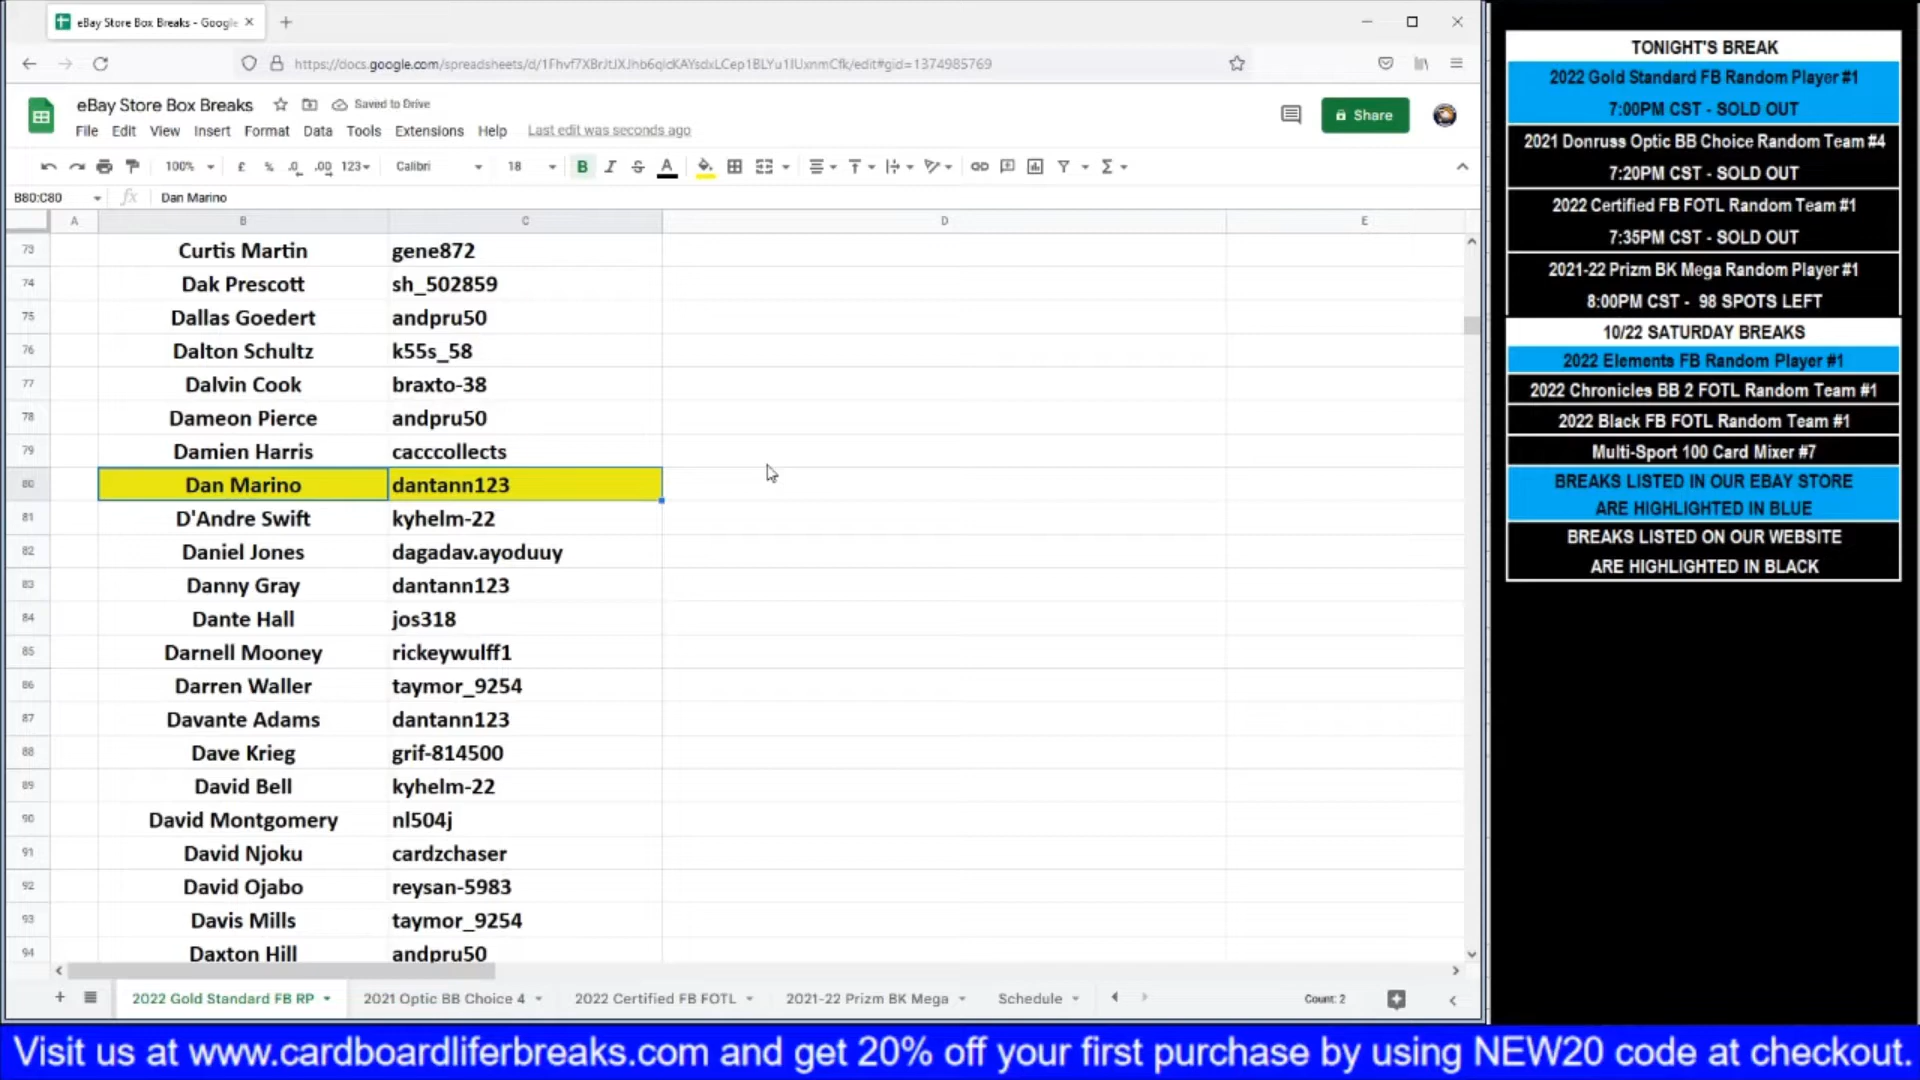 eBay Store Box Breaks - Google
https://docs.google.com/spreadsheets/d/
eBay Store Box Breaks
Saved to Drive
File Edit View Insert Format Data Tools Extensions Help Last edit was seconds ago
Share
100% £ % .0 .00 123 Calibri 18 B I S A
B80:C80 fx Dan Marino
A B C D E
73 Curtis Martin gene872
74 Dak Prescott sh_502859
75 Dallas Goedert andpru50
76 Dalton Schultz k55s_58
77 Dalvin Cook braxto-38
78 Dameon Pierce andpru50
79 Damien Harris cacccollects
80 Dan Marino dantann123
81 D'Andre Swift kyhelm-22
82 Daniel Jones dagadav.ayoduuy
83 Danny Gray dantann123
84 Dante Hall jos318
85 Darnell Mooney rickeywulff1
86 Darren Waller taymor_9254
87 Davante Adams dantann123
88 Dave Krieg grif-814500
89 David Bell kyhelm-22
90 David Montgomery nl504j
91 David Njoku cardzchaser
92 David Ojabo reysan-5983
93 Davis Mills taymor_9254
94 Daxton Hill andpru50
2022 Gold Standard FB RP 2021 Optic BB Choice 4 2022 Certified FB FOTL 2021-22 Prizm BK Mega Schedule Count: 2
TONIGHT'S BREAK
2022 Gold Standard FB Random Player #1
7:00PM CST - SOLD OUT
2021 Donruss Optic BB Choice Random Team #4
7:20PM CST - SOLD OUT
2022 Certified FB FOTL Random Team #1
7:35PM CST - SOLD OUT
2021-22 Prizm BK Mega Random Player #1
8:00PM CST - 98 SPOTS LEFT
10/22 SATURDAY BREAKS
2022 Elements FB Random Player #1
2022 Chronicles BB 2 FOTL Random Team #1
2022 Black FB FOTL Random Team #1
Multi-Sport 100 Card Mixer #7
BREAKS LISTED IN OUR EBAY STORE
ARE HIGHLIGHTED IN BLUE
BREAKS LISTED ON OUR WEBSITE
ARE HIGHLIGHTED IN BLACK
Visit us at www.cardboardliferbreaks.com and get 20% off your first purchase by using NEW20 code at checkout.